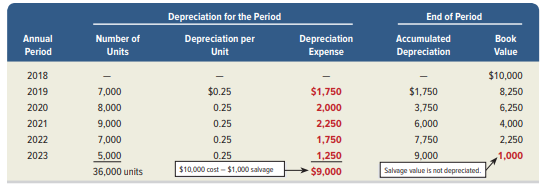 Depreciation for the Period End of Period
Annual Number of Depreciation per Depreciation Accumulated Book
Period Units Unit Expense Depreciation Value
2018 — — — — $10,000
2019 7,000 $0.25 $1,750 $1,750 8,250
2020 8,000 0.25 2,000 3,750 6,250
2021 9,000 0.25 2,250 6,000 4,000
2022 7,000 0.25 1,750 7,750 2,250
2023 5,000 0.25 1,250 9,000 1,000
36,000 units $10,000 cost – $1,000 salvage $9,000 Salvage value is not depreciated.